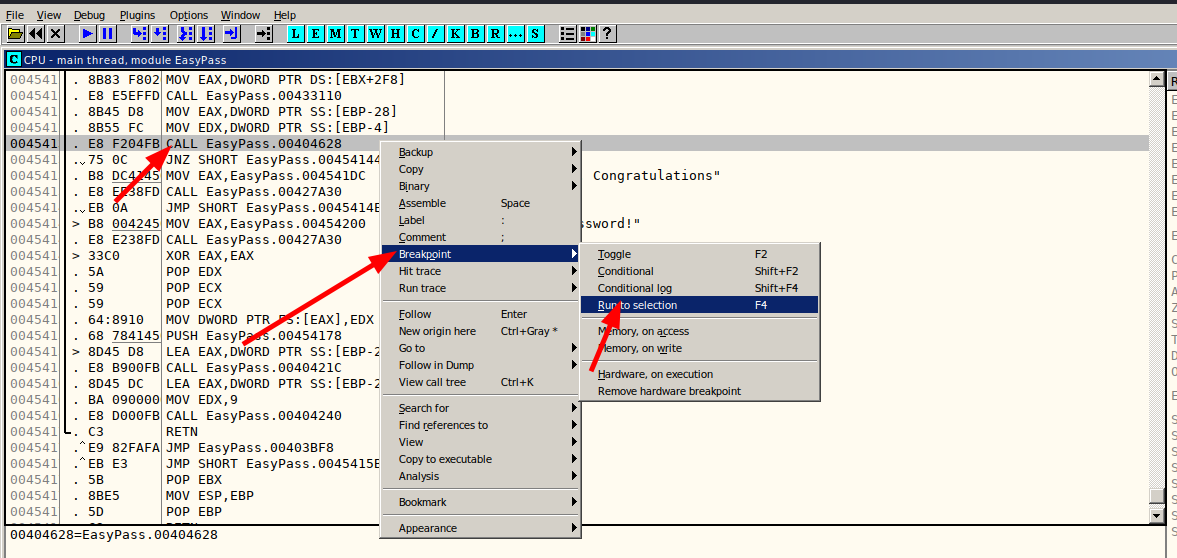 File View Debug Plugins Options Window Help
L E M T W H C / K B R ... S ?
C CPU - main thread, module EasyPass
004541 . 8B83 F802 MOV EAX,DWORD PTR DS:[EBX+2F8]
004541 . E8 E5EFFD CALL EasyPass.00433110
004541 . 8B45 D8 MOV EAX,DWORD PTR SS:[EBP-28]
004541 . 8B55 FC MOV EDX,DWORD PTR SS:[EBP-4]
004541 . E8 F204FB CALL EasyPass.00404628
004541 . 75 0C JNZ SHORT EasyPass.00454144
004541 . B8 DC4145 MOV EAX,EasyPass.004541DC Congratulations"
004541 . E8 EE38FD CALL EasyPass.00427A30
004541 . EB 0A JMP SHORT EasyPass.0045414E
004541 > B8 004245 MOV EAX,EasyPass.00454200 ssword!"
004541 . E8 E238FD CALL EasyPass.00427A30
004541 > 33C0 XOR EAX,EAX
004541 . 5A POP EDX
004541 . 59 POP ECX
004541 . 59 POP ECX
004541 . 64:8910 MOV DWORD PTR FS:[EAX],EDX
004541 . 68 784145 PUSH EasyPass.00454178
004541 > 8D45 D8 LEA EAX,DWORD PTR SS:[EBP-2
004541 . E8 B900FB CALL EasyPass.0040421C
004541 . 8D45 DC LEA EAX,DWORD PTR SS:[EBP-2
004541 . BA 090000 MOV EDX,9
004541 . E8 D000FB CALL EasyPass.00404240
004541 . C3 RETN
004541 .^ E9 82FAFA JMP EasyPass.00403BF8
004541 .^ EB E3 JMP SHORT EasyPass.0045415E
004541 . 5B POP EBX
004541 . 8BE5 MOV ESP,EBP
004541 . 5D POP EBP
00404628=EasyPass.00404628
Backup
Copy
Binary
Assemble Space
Label :
Comment ;
Breakpoint
Hit trace
Run trace
Follow Enter
New origin here Ctrl+Gray *
Go to
Follow in Dump
View call tree Ctrl+K
Search for
Find references to
View
Copy to executable
Analysis
Bookmark
Appearance
Toggle F2
Conditional Shift+F2
Conditional log Shift+F4
Run to selection F4
Memory, on access
Memory, on write
Hardware, on execution
Remove hardware breakpoint